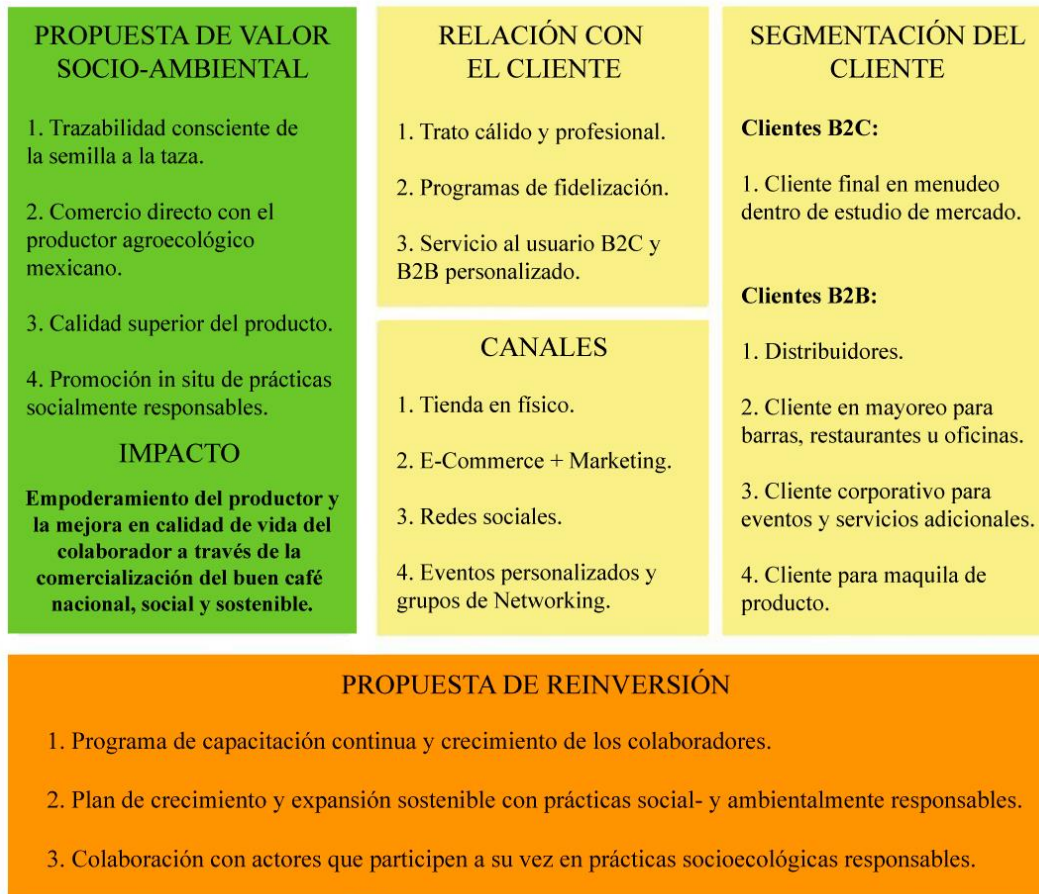 PROPUESTA DE VALOR
SOCIO-AMBIENTAL
1. Trazabilidad consciente de
la semilla a la taza.
2. Comercio directo con el
productor agroecológico
mexicano.
3. Calidad superior del producto.
4. Promoción in situ de prácticas
socialmente responsables.
IMPACTO
Empoderamiento del productor y
la mejora en calidad de vida del
colaborador a través de la
comercialización del buen café
nacional, social y sostenible.
RELACIÓN CON
EL CLIENTE
1. Trato cálido y profesional.
2. Programas de fidelización.
3. Servicio al usuario B2C y
B2B personalizado.
CANALES
1. Tienda en físico.
2. E-Commerce + Marketing.
3. Redes sociales.
4. Eventos personalizados y
grupos de Networking.
SEGMENTACIÓN DEL
CLIENTE
Clientes B2C:
1. Cliente final en menudeo
dentro de estudio de mercado.
Clientes B2B:
1. Distribuidores.
2. Cliente en mayoreo para
barras, restaurantes u oficinas.
3. Cliente corporativo para
eventos y servicios adicionales.
4. Cliente para maquila de
producto.
PROPUESTA DE REINVERSIÓN
1. Programa de capacitación continua y crecimiento de los colaboradores.
2. Plan de crecimiento y expansión sostenible con prácticas social- y ambientalmente responsables.
3. Colaboración con actores que participen a su vez en prácticas socioecológicas responsables.